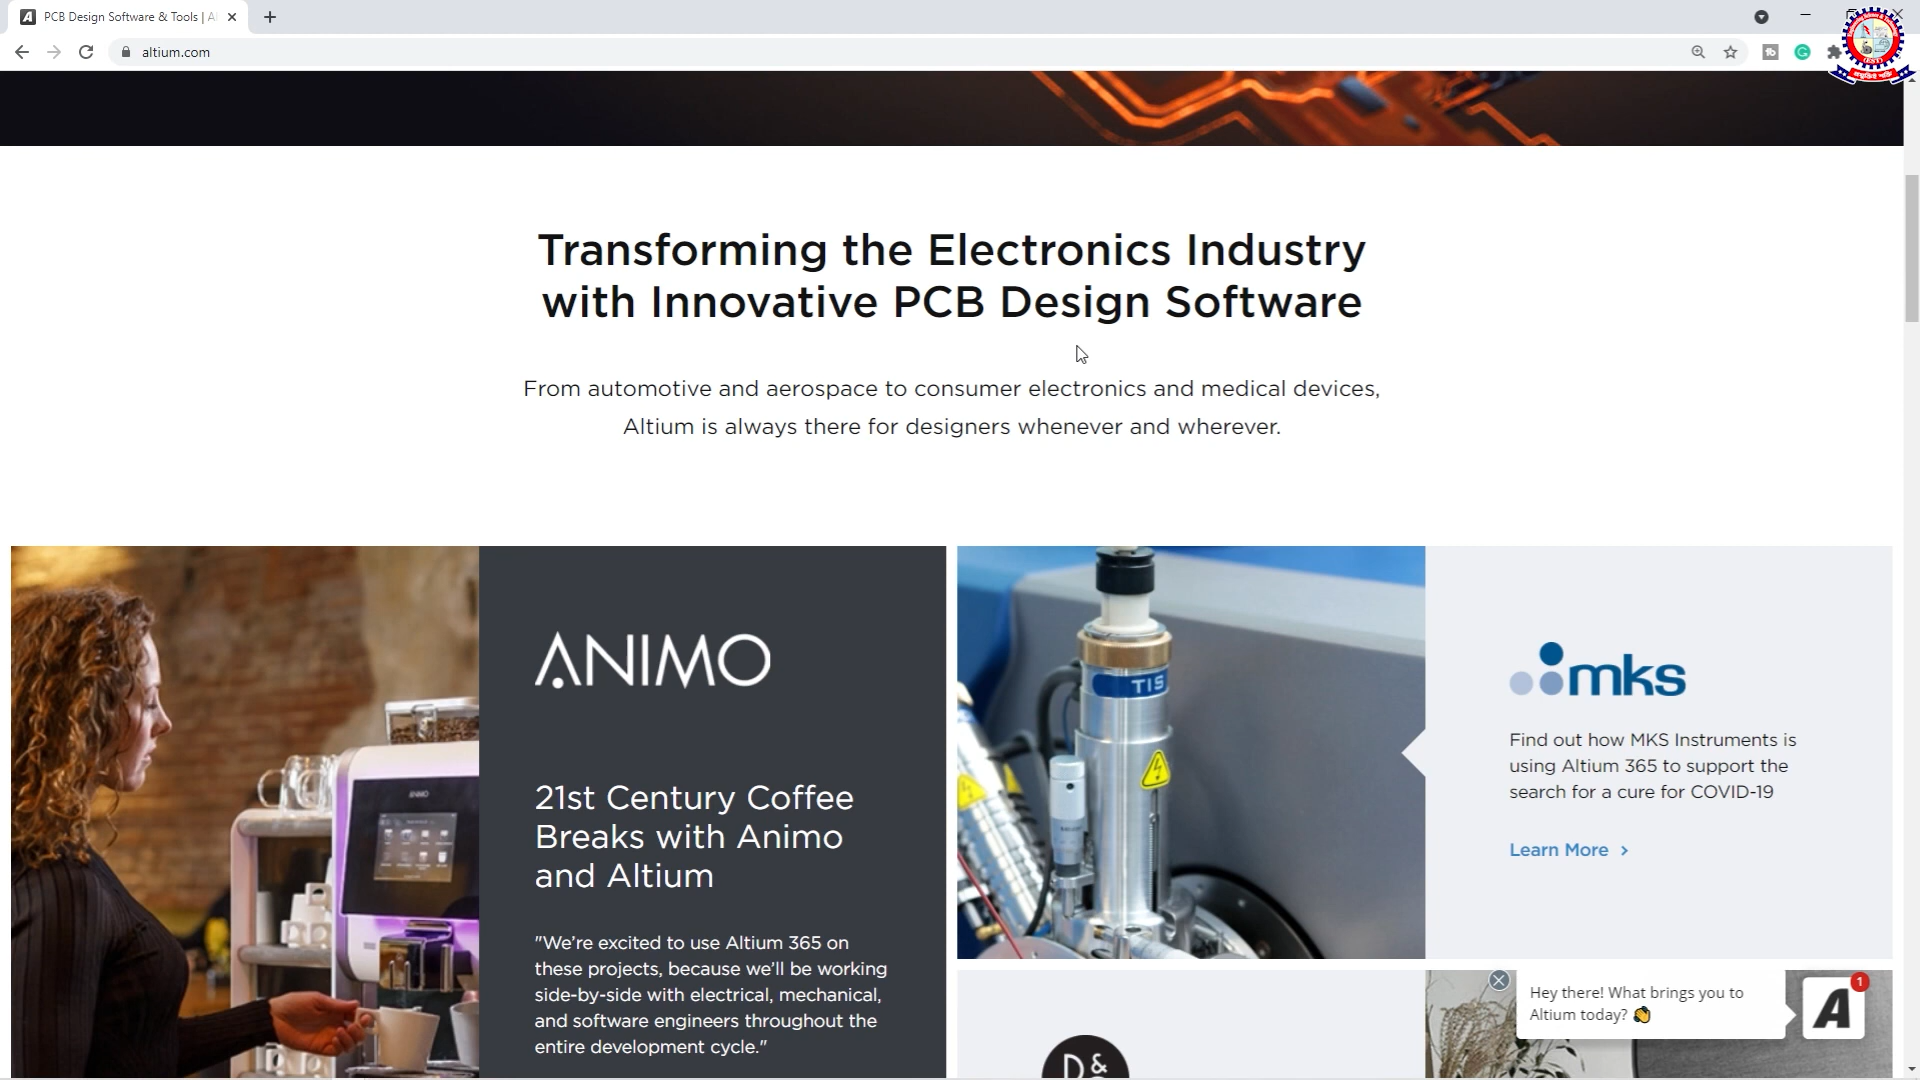 PCB Design Software & Tools | Al
altium.com
Transforming the Electronics Industry
with Innovative PCB Design Software
From automotive and aerospace to consumer electronics and medical devices,
Altium is always there for designers whenever and wherever.
ANIMO
21st Century Coffee
Breaks with Animo
and Altium
"We're excited to use Altium 365 on
these projects, because we'll be working
side-by-side with electrical, mechanical,
and software engineers throughout the
entire development cycle."
ANIMO
TIS
mks
Find out how MKS Instruments is
using Altium 365 to support the
search for a cure for COVID-19
Learn More
D &
Hey there! What brings you to
Altium today?
1